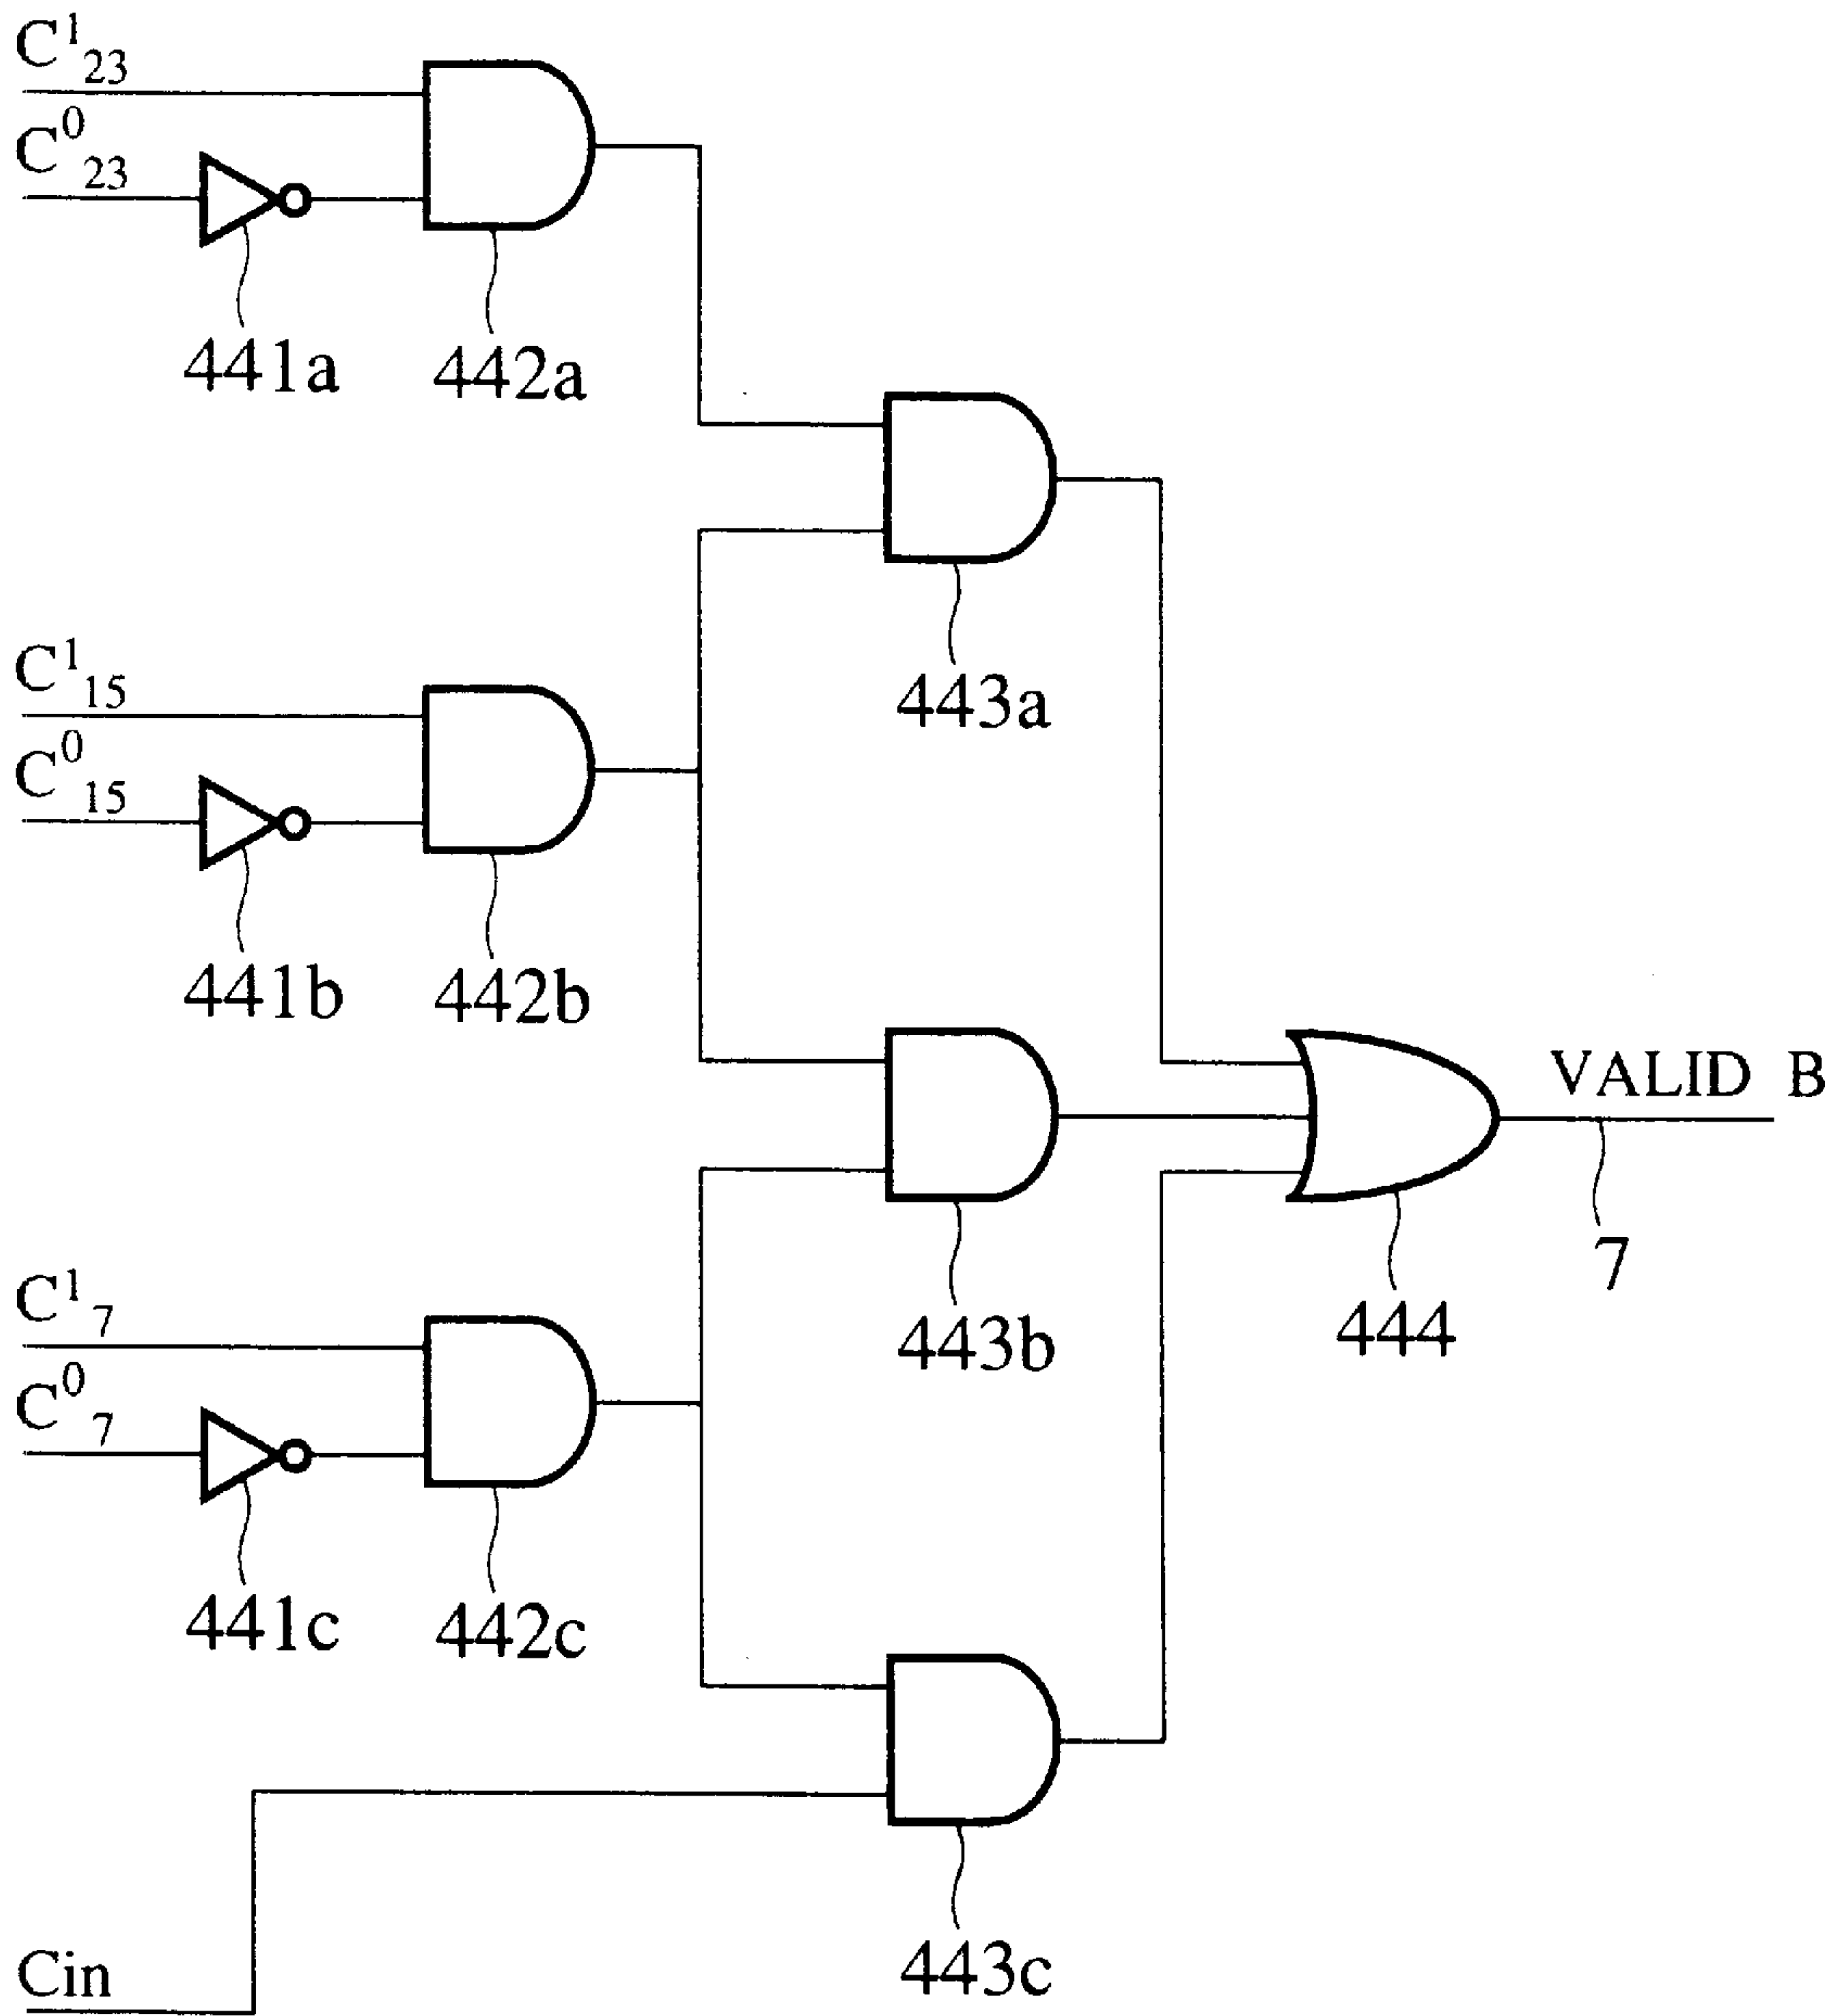 C¹₂₃
C⁰₂₃
441a
442a
443a
C¹₁₅
C⁰₁₅
441b
442b
VALID B
7
444
443b
C¹₇
C⁰₇
441c
442c
443c
Cin